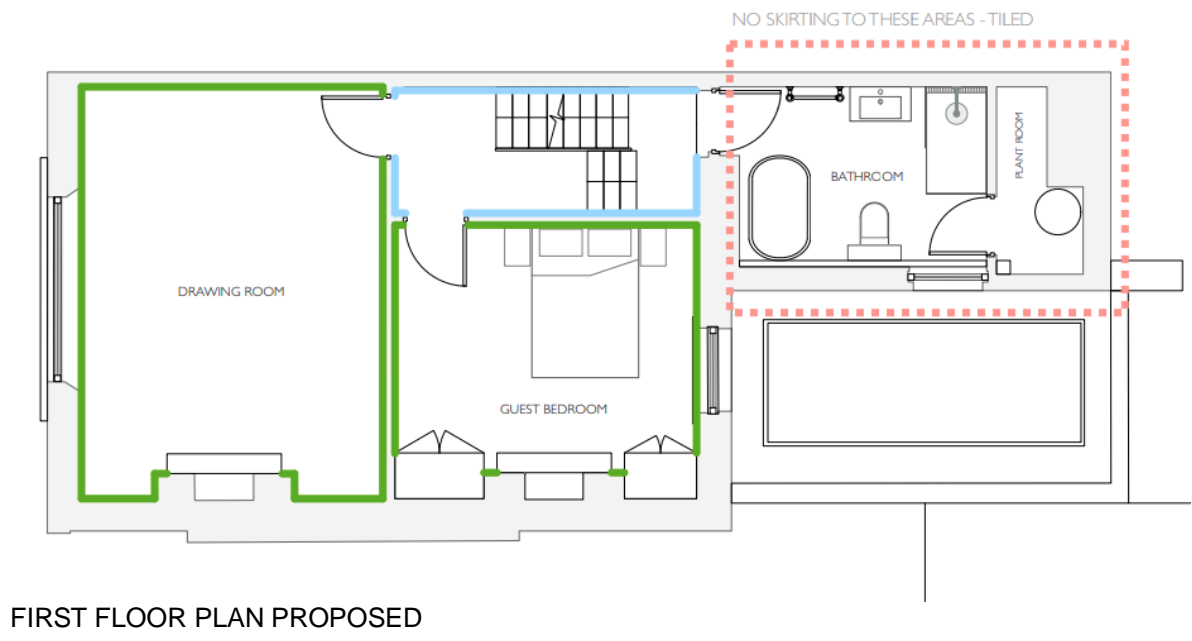 NO SKIRTING TO THESE AREAS - TILED
PLANT ROOM
BATHROOM
DRAWING ROOM
GUEST BEDROOM
FIRST FLOOR PLAN PROPOSED